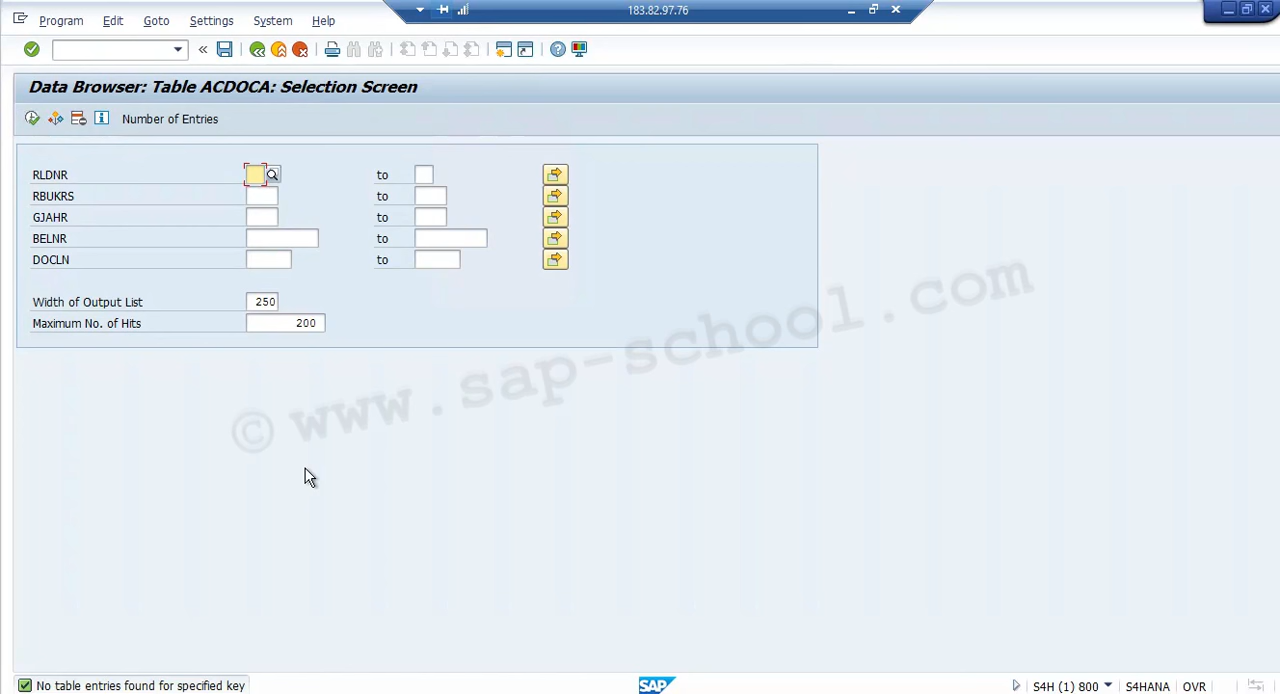 183.82.97.76
Program Edit Goto Settings System Help
Data Browser: Table ACDOCA: Selection Screen
Number of Entries
RLDNR to
RBUKRS to
GJAHR to
BELNR to
DOCLN to
Width of Output List 250
Maximum No. of Hits 200
© www.sap-school.com
No table entries found for specified key SAP S4H (1) 800 S4HANA OVR